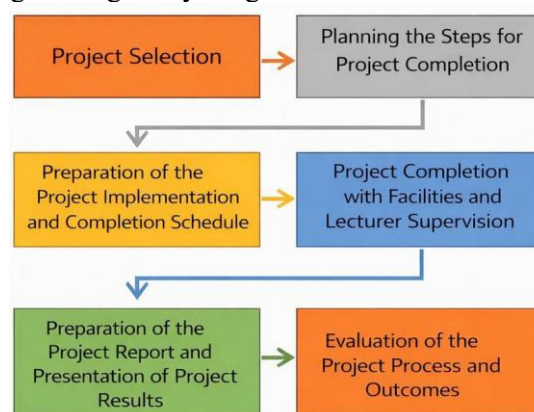 Project Selection
Planning the Steps for
Project Completion
Preparation of the
Project Implementation
and Completion Schedule
Project Completion
with Facilities and
Lecturer Supervision
Preparation of the
Project Report and
Presentation of Project
Results
Evaluation of the
Project Process and
Outcomes